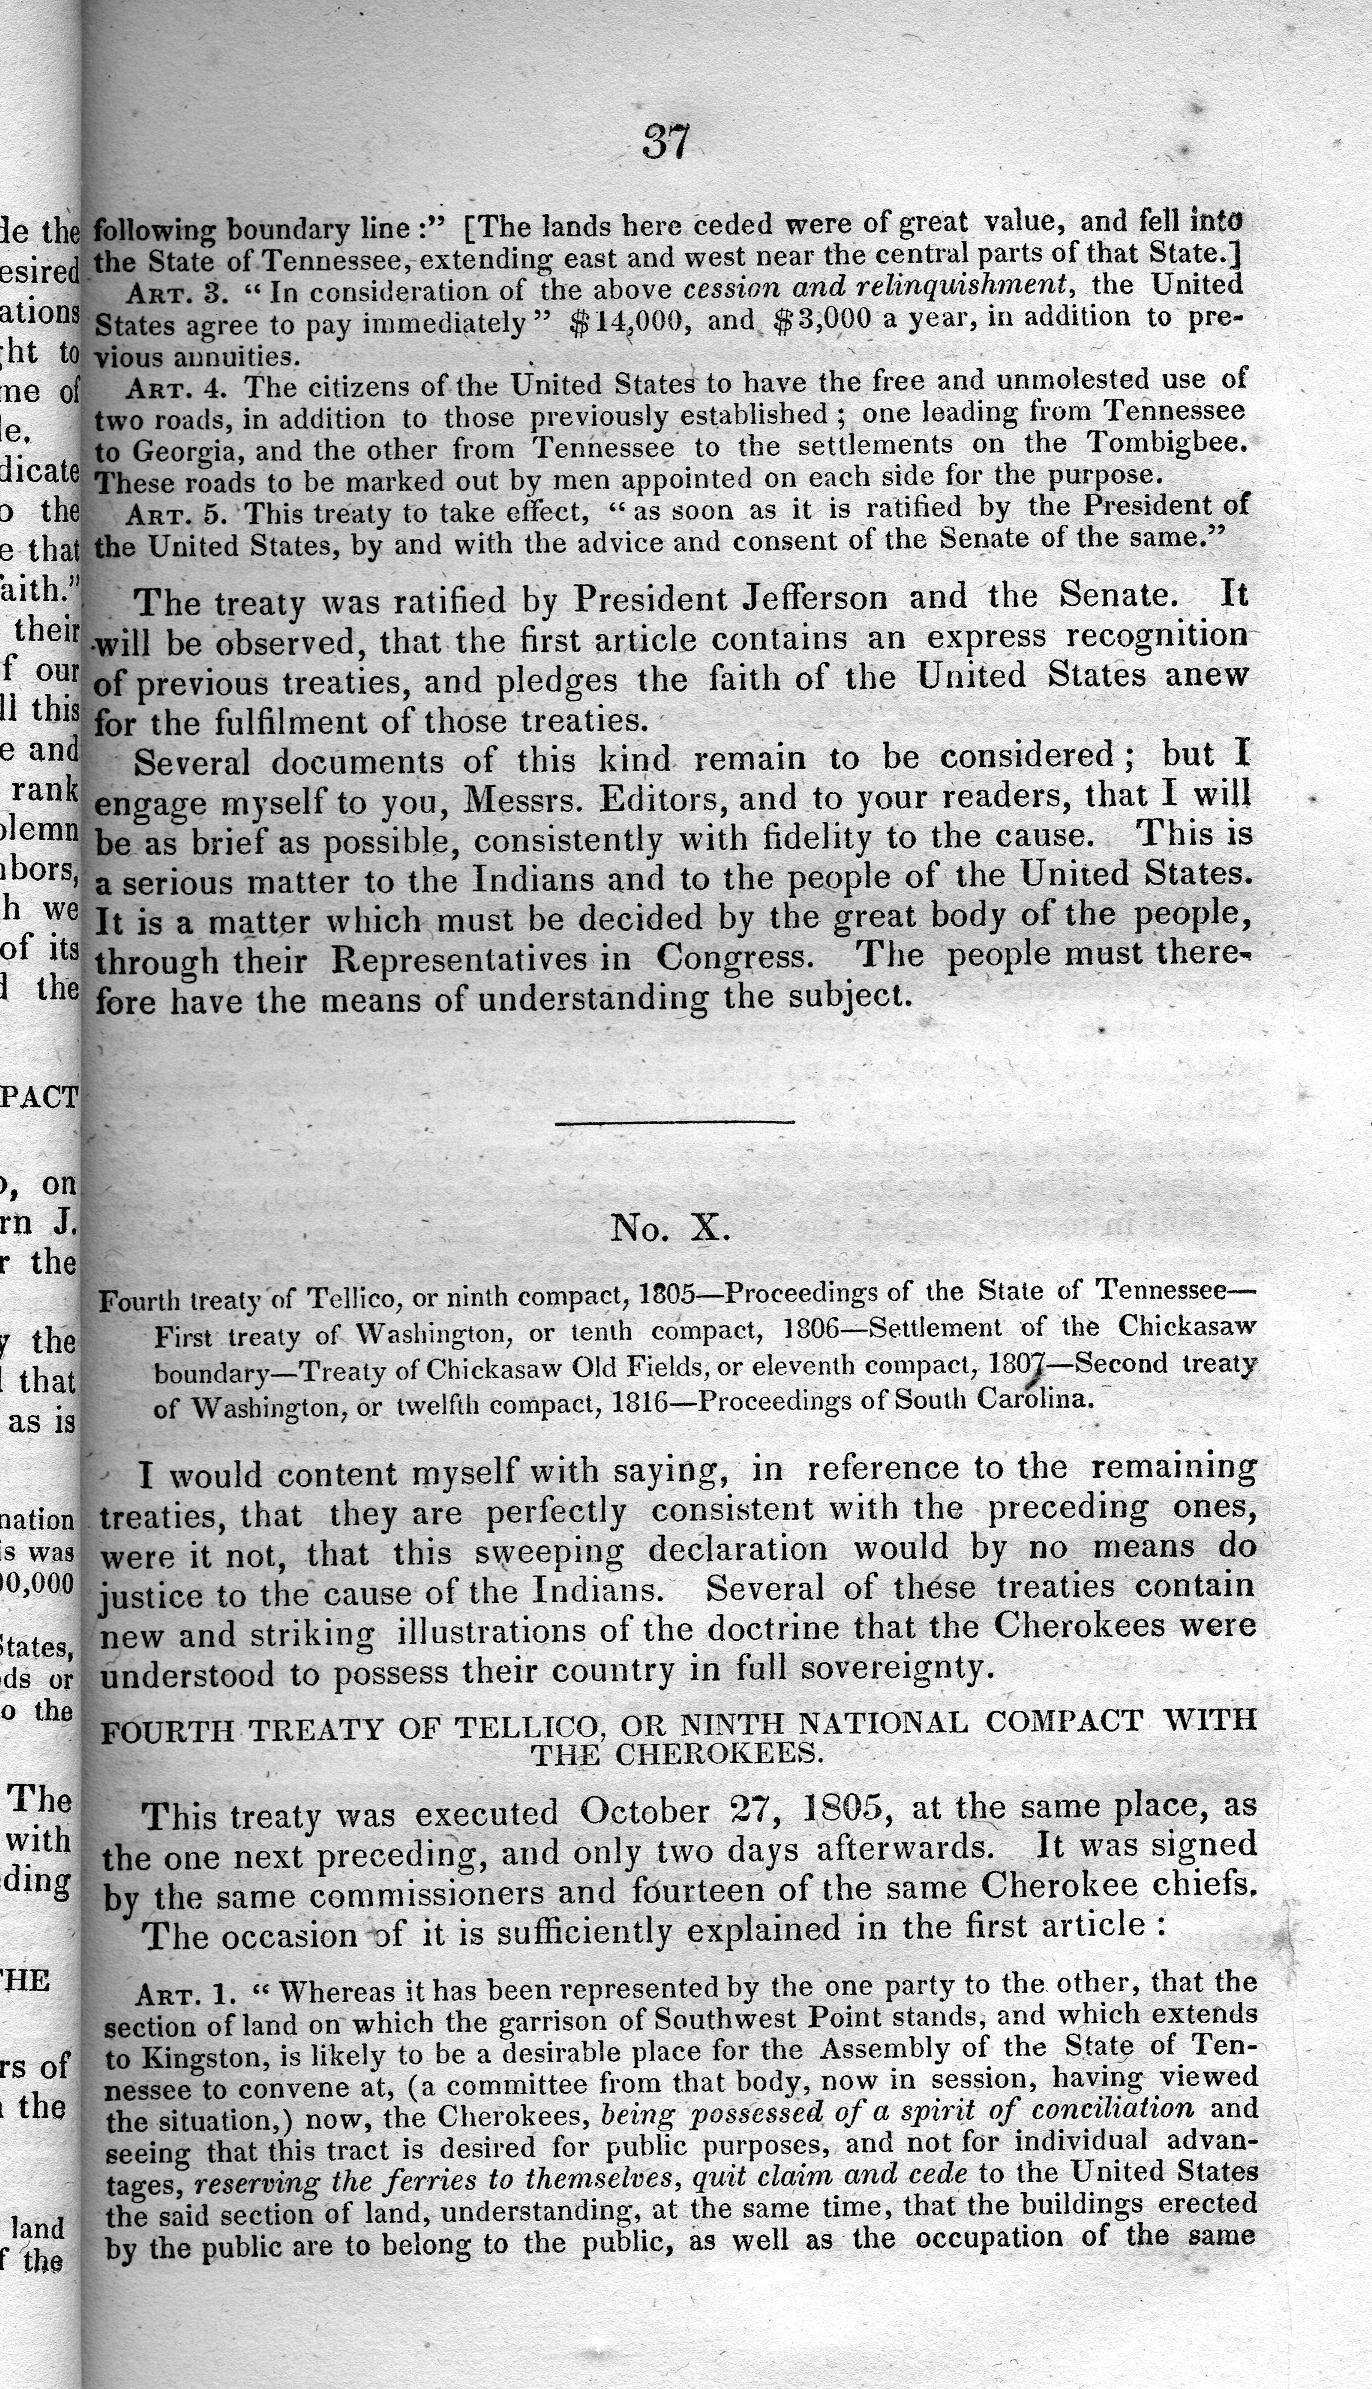 37
following boundary line :” [The lands here ceded were of great value, and fell into
the State of Tennessee, extending east and west near the central parts of that State.]
ART. 3. “ In consideration of the above cession and relinquishment, the United
States agree to pay immediately ” $14,000, and $3,000 a year, in addition to pre-
vious annuities.
ART. 4. The citizens of the United States to have the free and unmolested use of
two roads, in addition to those previously established ; one leading from Tennessee
to Georgia, and the other from Tennessee to the settlements on the Tombigbee.
These roads to be marked out by men appointed on each side for the purpose.
ART. 5. This treaty to take effect, “ as soon as it is ratified by the President of
the United States, by and with the advice and consent of the Senate of the same.”
The treaty was ratified by President Jefferson and the Senate. It
will be observed, that the first article contains an express recognition
of previous treaties, and pledges the faith of the United States anew
for the fulfilment of those treaties.
Several documents of this kind remain to be considered ; but I
engage myself to you, Messrs. Editors, and to your readers, that I will
be as brief as possible, consistently with fidelity to the cause. This is
a serious matter to the Indians and to the people of the United States.
It is a matter which must be decided by the great body of the people,
through their Representatives in Congress. The people must there-
fore have the means of understanding the subject.
No. X.
Fourth treaty of Tellico, or ninth compact, 1805—Proceedings of the State of Tennessee—
First treaty of Washington, or tenth compact, 1806—Settlement of the Chickasaw
boundary—Treaty of Chickasaw Old Fields, or eleventh compact, 1807—Second treaty
of Washington, or twelfth compact, 1816—Proceedings of South Carolina.
I would content myself with saying, in reference to the remaining
treaties, that they are perfectly consistent with the preceding ones,
were it not, that this sweeping declaration would by no means do
justice to the cause of the Indians. Several of these treaties contain
new and striking illustrations of the doctrine that the Cherokees were
understood to possess their country in full sovereignty.
FOURTH TREATY OF TELLICO, OR NINTH NATIONAL COMPACT WITH
THE CHEROKEES.
This treaty was executed October 27, 1805, at the same place, as
the one next preceding, and only two days afterwards. It was signed
by the same commissioners and fourteen of the same Cherokee chiefs.
The occasion of it is sufficiently explained in the first article :
ART. 1. “ Whereas it has been represented by the one party to the other, that the
section of land on which the garrison of Southwest Point stands, and which extends
to Kingston, is likely to be a desirable place for the Assembly of the State of Ten-
nessee to convene at, (a committee from that body, now in session, having viewed
the situation,) now, the Cherokees, being possessed of a spirit of conciliation and
seeing that this tract is desired for public purposes, and not for individual advan-
tages, reserving the ferries to themselves, quit claim and cede to the United States
the said section of land, understanding, at the same time, that the buildings erected
by the public are to belong to the public, as well as the occupation of the same